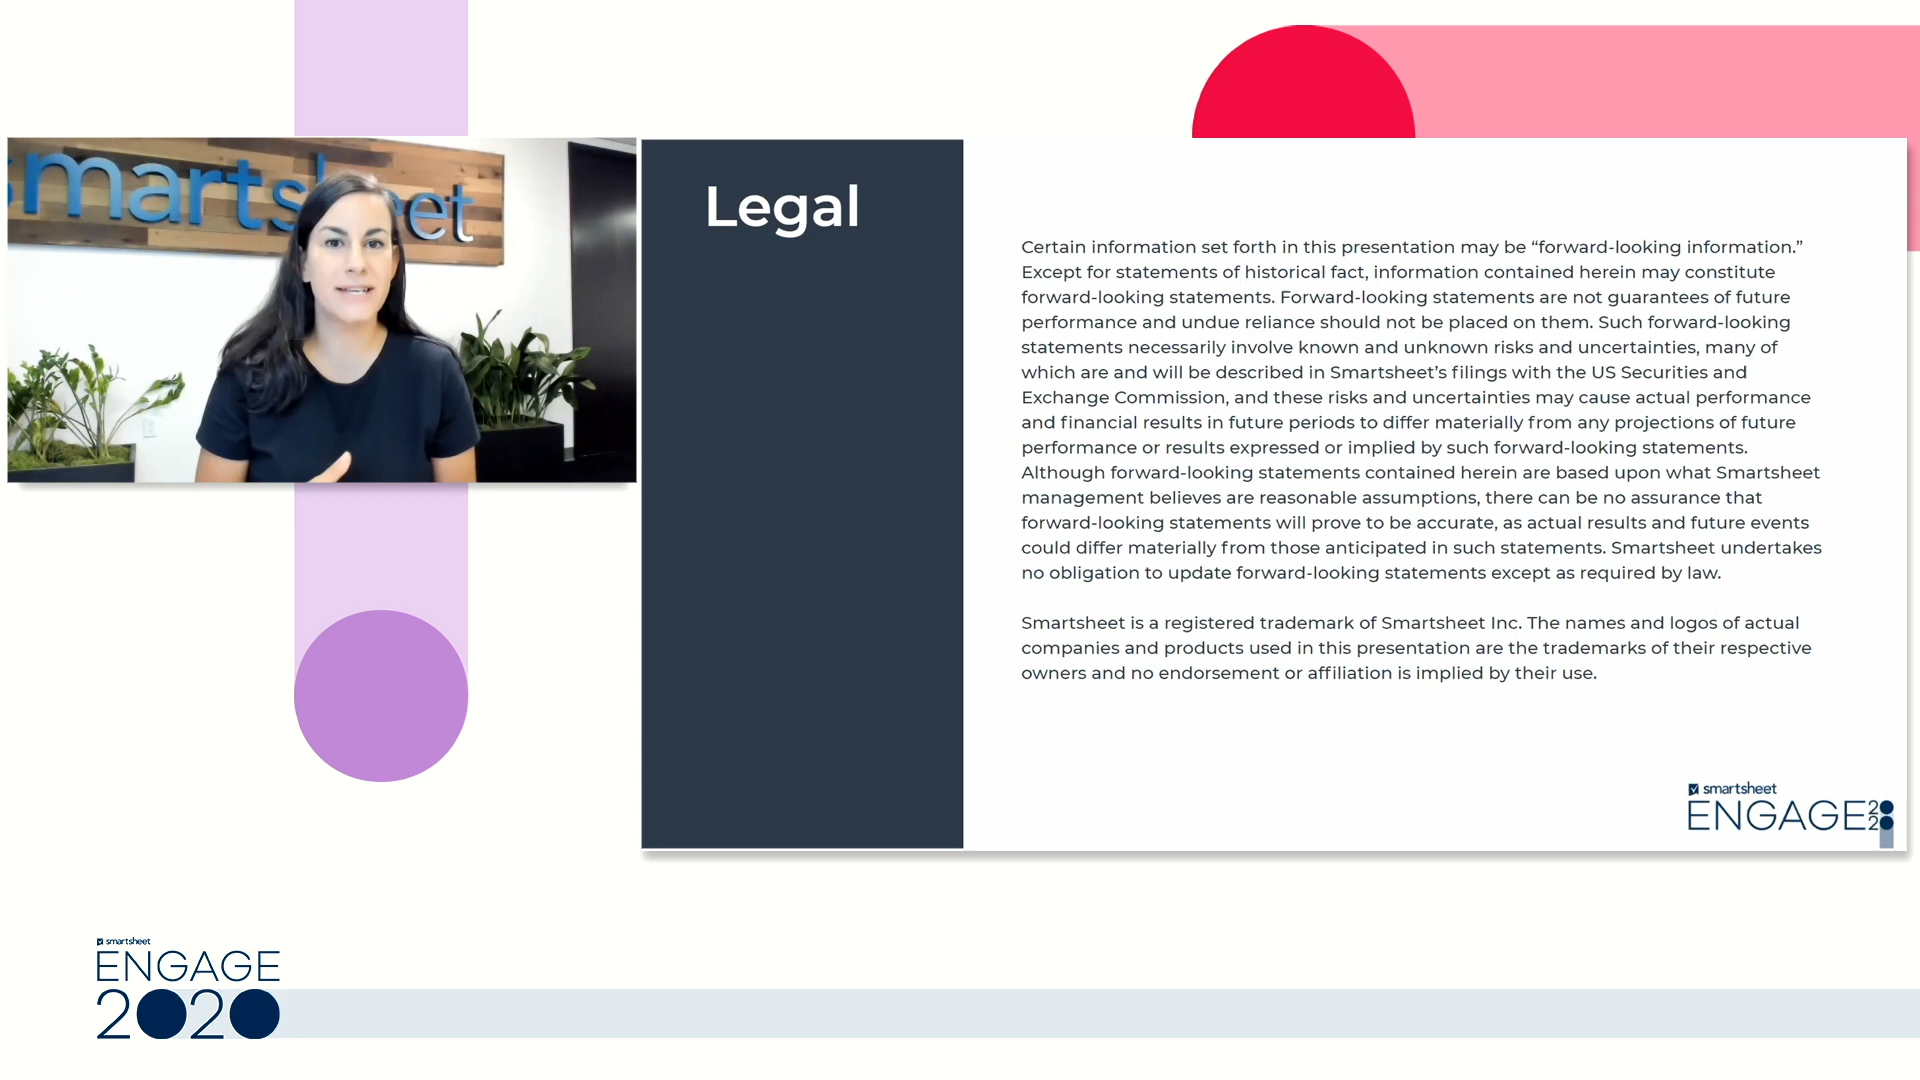 smartsheet
Legal
Certain information set forth in this presentation may be “forward-looking information.”
Except for statements of historical fact, information contained herein may constitute
forward-looking statements. Forward-looking statements are not guarantees of future
performance and undue reliance should not be placed on them. Such forward-looking
statements necessarily involve known and unknown risks and uncertainties, many of
which are and will be described in Smartsheet’s filings with the US Securities and
Exchange Commission, and these risks and uncertainties may cause actual performance
and financial results in future periods to differ materially from any projections of future
performance or results expressed or implied by such forward-looking statements.
Although forward-looking statements contained herein are based upon what Smartsheet
management believes are reasonable assumptions, there can be no assurance that
forward-looking statements will prove to be accurate, as actual results and future events
could differ materially from those anticipated in such statements. Smartsheet undertakes
no obligation to update forward-looking statements except as required by law.
Smartsheet is a registered trademark of Smartsheet Inc. The names and logos of actual
companies and products used in this presentation are the trademarks of their respective
owners and no endorsement or affiliation is implied by their use.
smartsheet
ENGAGE 2020
smartsheet
ENGAGE
2020